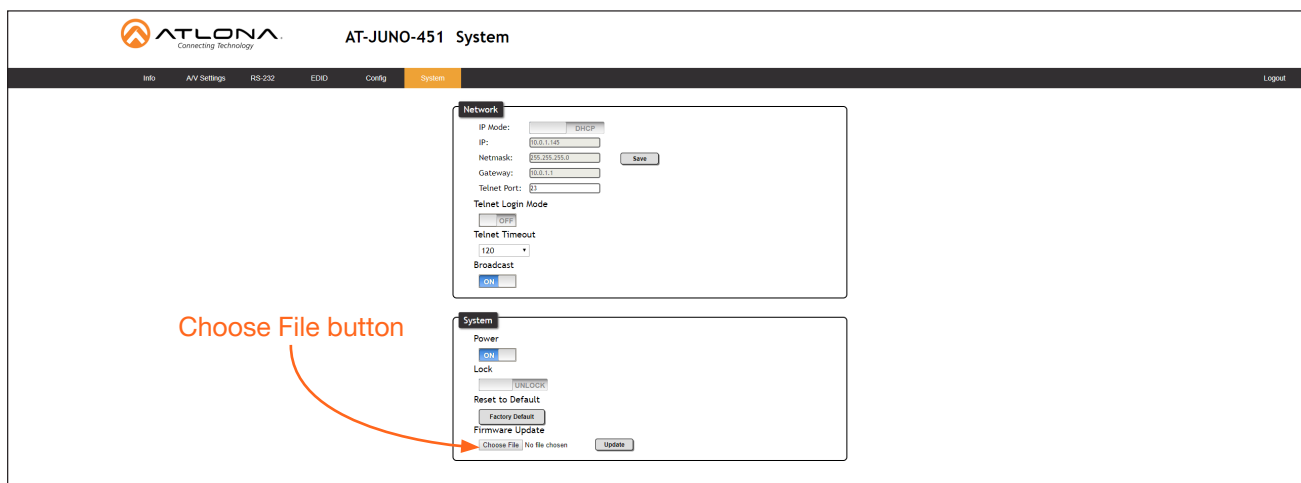 ATLONA.
Connecting Technology
AT-JUNO-451 System
Info A/V Settings RS-232 EDID Config System Logout
Network
IP Mode: DHCP
IP: 10.0.1.145
Netmask: 255.255.255.0 Save
Gateway: 10.0.1.1
Telnet Port: 23
Telnet Login Mode
OFF
Telnet Timeout
120
Broadcast
ON
Choose File button
System
Power
ON
Lock
UNLOCK
Reset to Default
Factory Default
Firmware Update
Choose File No file chosen Update